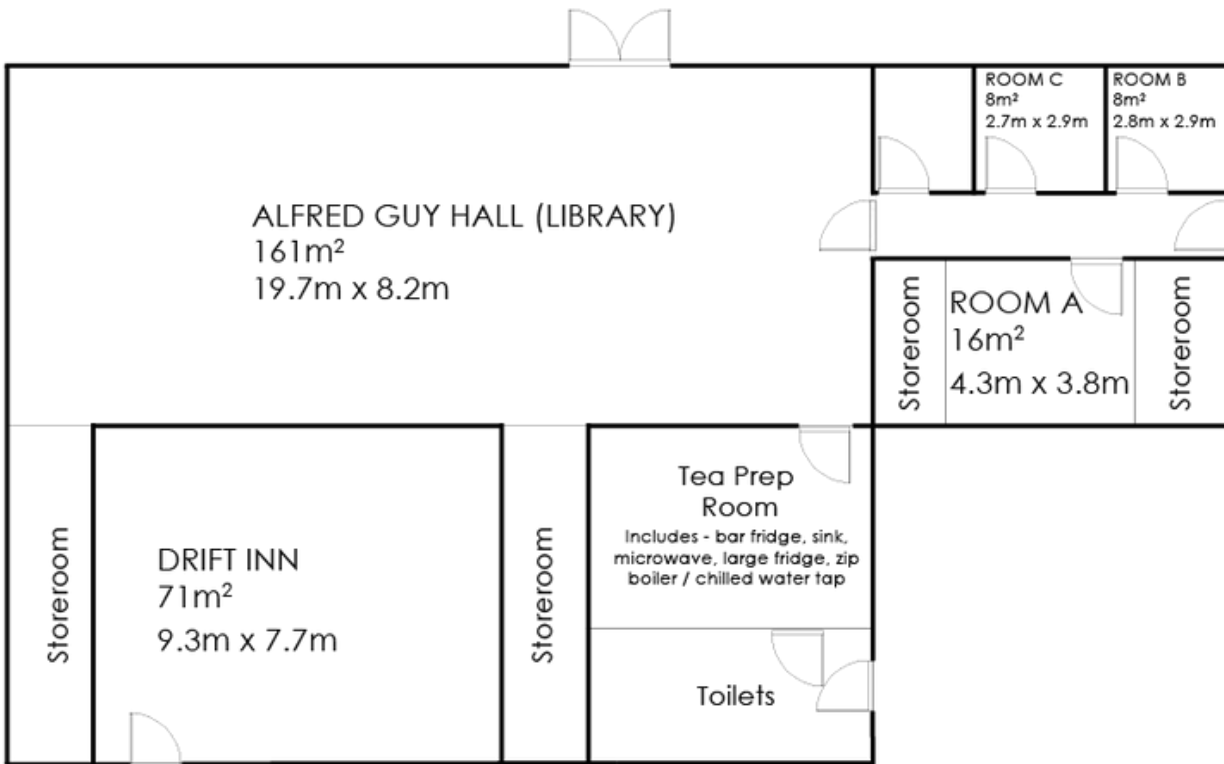 ROOM C
8m²
2.7m x 2.9m
ROOM B
8m²
2.8m x 2.9m
ALFRED GUY HALL (LIBRARY)
161m²
19.7m x 8.2m
Storeroom
ROOM A
16m²
4.3m x 3.8m
Storeroom
Storeroom
DRIFT INN
71m²
9.3m x 7.7m
Storeroom
Tea Prep
Room
Includes - bar fridge, sink,
microwave, large fridge, zip
boiler / chilled water tap
Toilets